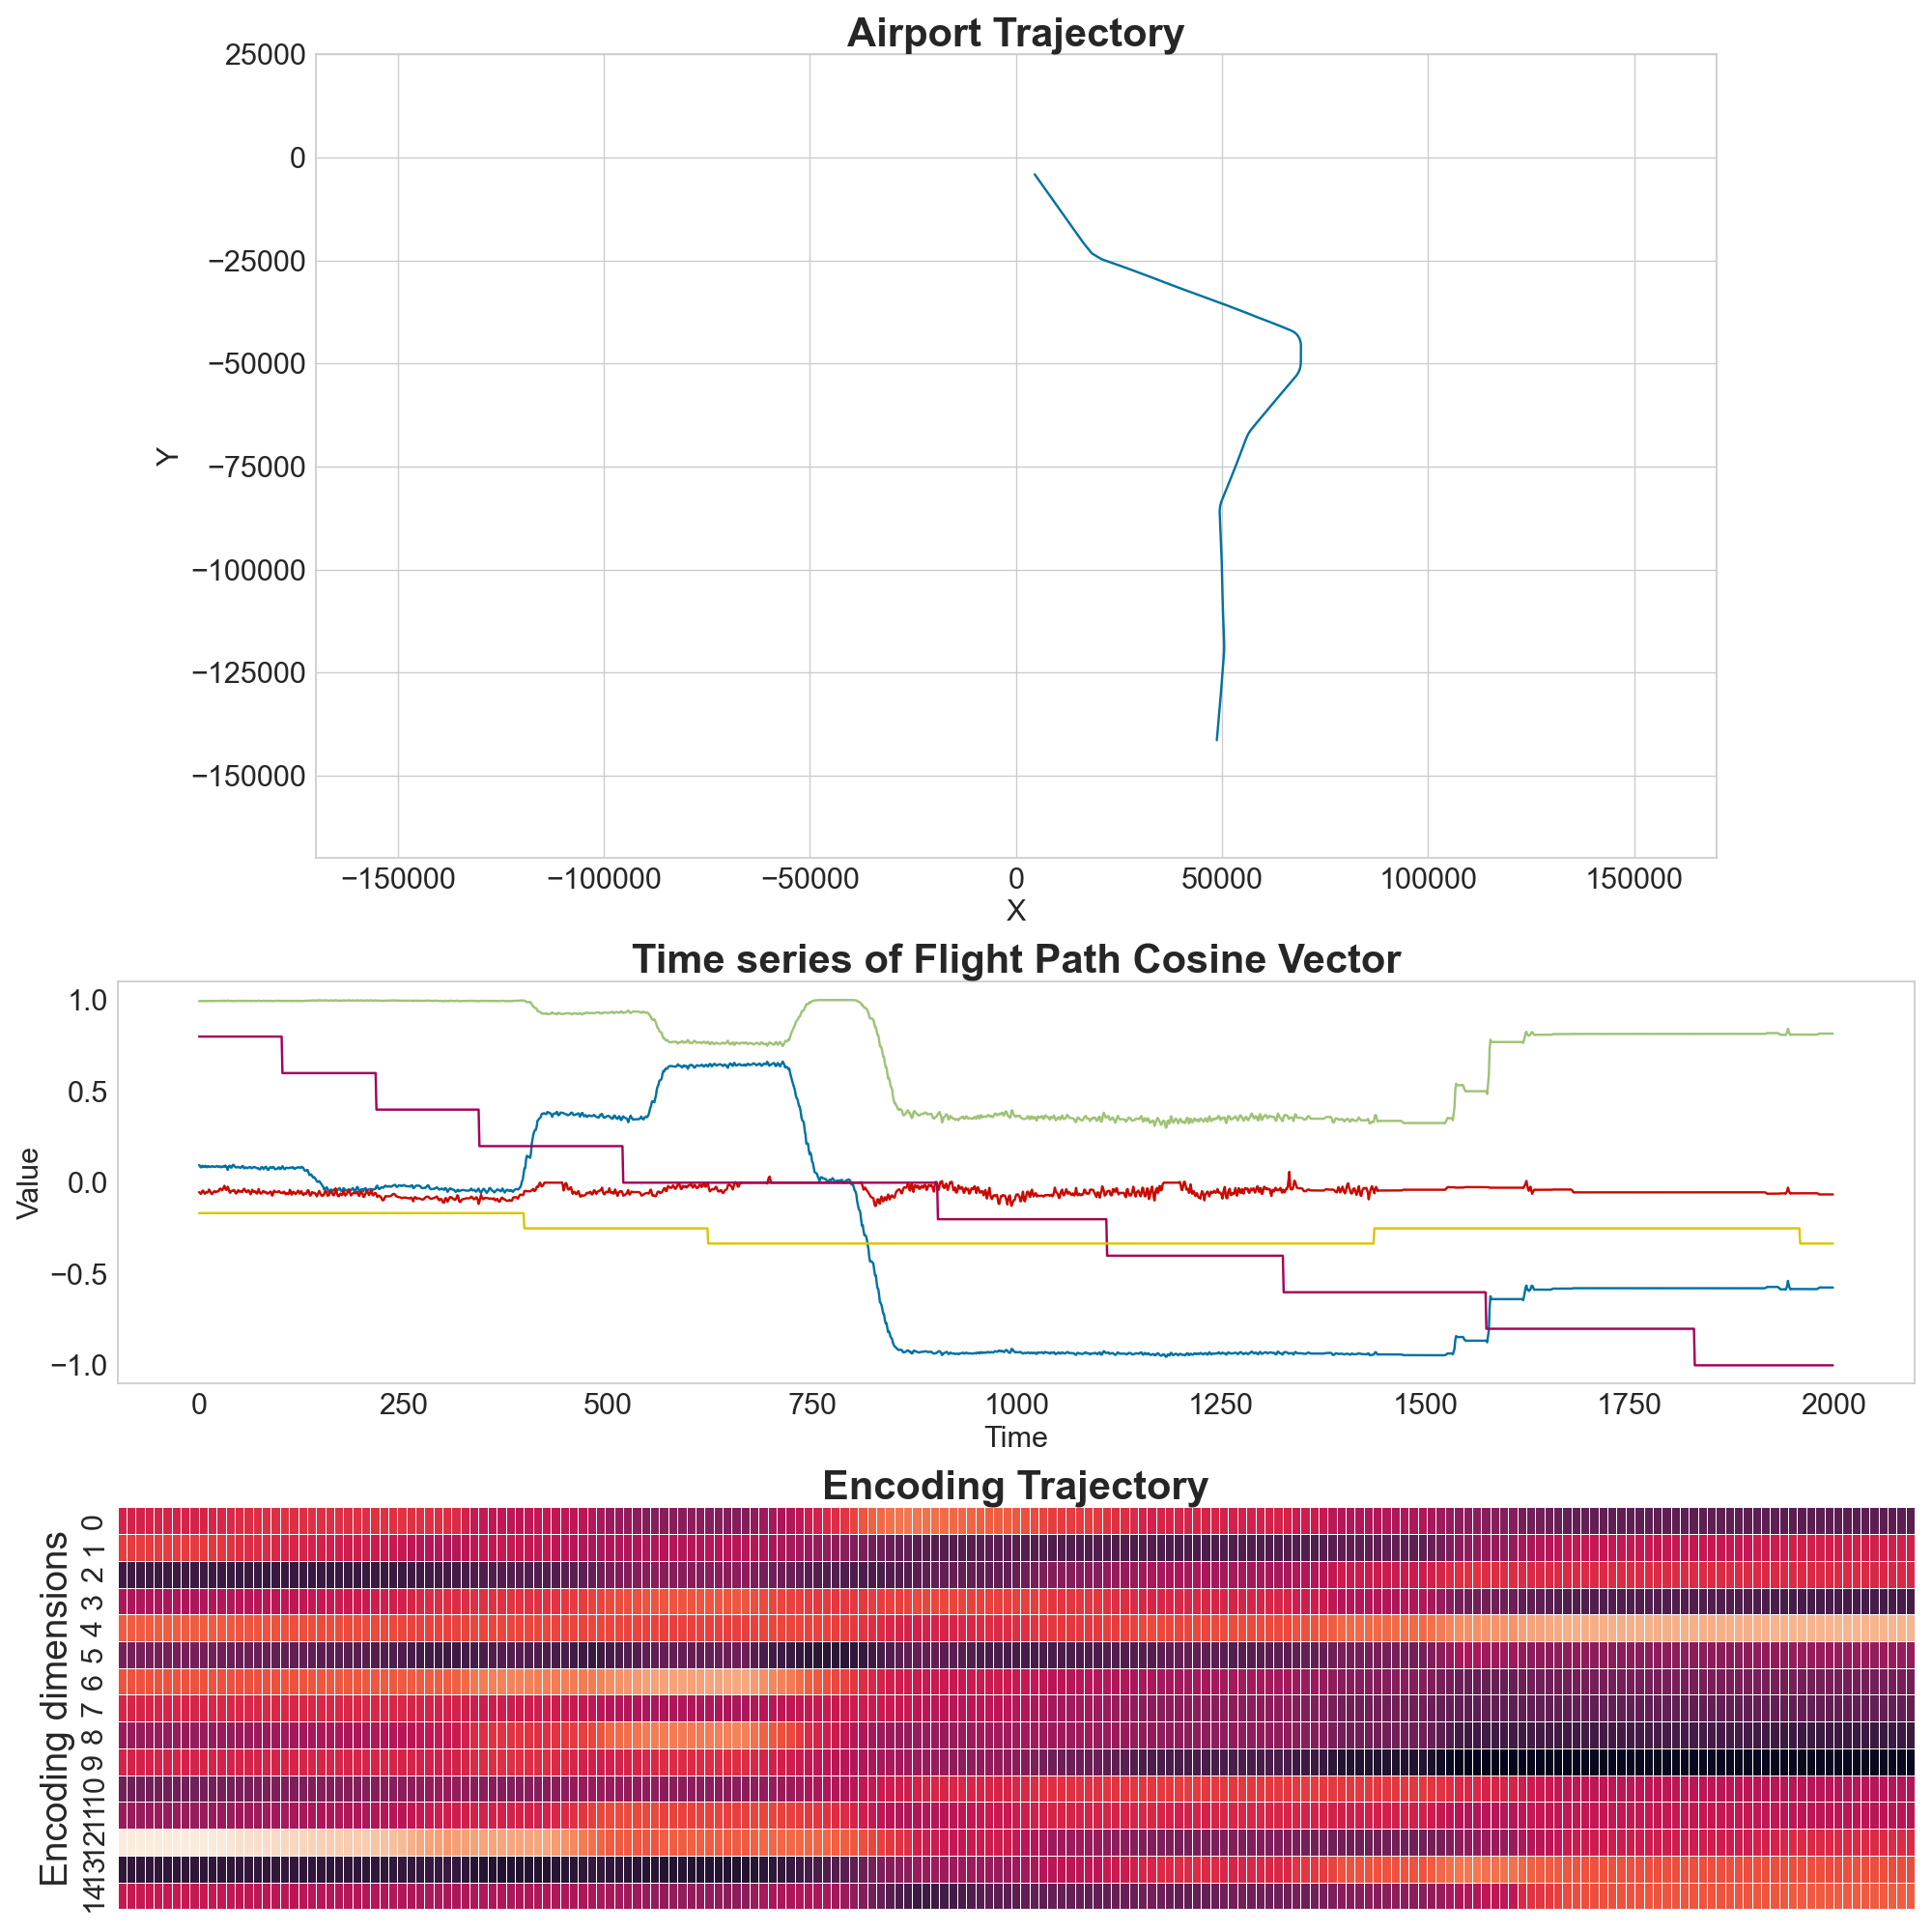 Airport Trajectory
25000
0
−25000
−50000
−75000
−100000
−125000
−150000
Y
−150000 −100000 −50000 0 50000 100000 150000
X
Time series of Flight Path Cosine Vector
1.0
0.5
0.0
−0.5
−1.0
Value
0 250 500 750 1000 1250 1500 1750 2000
Time
Encoding Trajectory
Encoding dimensions
0
1
2
3
4
5
6
7
8
9
10
11
12
13
14